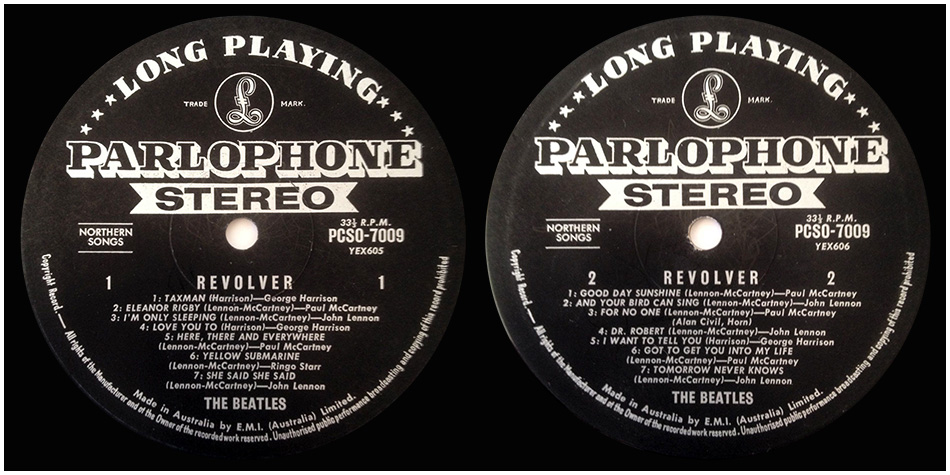 LONG PLAYING
TRADE MARK.
£
PARLOPHONE
STEREO
NORTHERN
SONGS
33⅓ R.P.M.
PCSO-7009
YEX605
1 REVOLVER 1
1: TAXMAN (Harrison)—George Harrison
2: ELEANOR RIGBY (Lennon-McCartney)—Paul McCartney
3: I'M ONLY SLEEPING (Lennon-McCartney)—John Lennon
4: LOVE YOU TO (Harrison)—George Harrison
5: HERE, THERE AND EVERYWHERE
(Lennon-McCartney)—Paul McCartney
6: YELLOW SUBMARINE
(Lennon-McCartney)—Ringo Starr
7: SHE SAID SHE SAID
(Lennon-McCartney)—John Lennon
THE BEATLES
Made in Australia by E.M.I. (Australia) Limited.
Copyright Record.— All rights of the Manufacturer and of the Owner of the recorded work reserved. Unauthorised public performance broadcasting and copying of this record prohibited
LONG PLAYING
TRADE MARK.
£
PARLOPHONE
STEREO
NORTHERN
SONGS
33⅓ R.P.M.
PCSO-7009
YEX606
2 REVOLVER 2
1: GOOD DAY SUNSHINE (Lennon-McCartney)—Paul McCartney
2: AND YOUR BIRD CAN SING (Lennon-McCartney)—John Lennon
3: FOR NO ONE (Lennon-McCartney)—Paul McCartney
(Alan Civil, Horn)
4: DR. ROBERT (Lennon-McCartney)—John Lennon
5: I WANT TO TELL YOU (Harrison)—George Harrison
6: GOT TO GET YOU INTO MY LIFE
(Lennon-McCartney)—Paul McCartney
7: TOMORROW NEVER KNOWS
(Lennon-McCartney)—John Lennon
THE BEATLES
Made in Australia by E.M.I. (Australia) Limited.
Copyright Record.— All rights of the Manufacturer and of the Owner of the recorded work reserved. Unauthorised public performance broadcasting and copying of this record prohibited